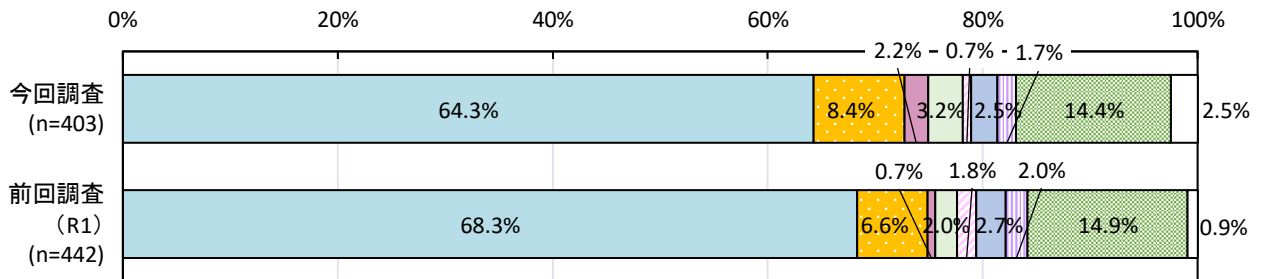 0% 20% 40% 60% 80% 100%
2.2% 0.7% 1.7%
今回調査
(n=403)
64.3% 8.4% 3.2% 2.5% 14.4% 2.5%
0.7% 1.8% 2.0%
前回調査
（R1）
(n=442)
68.3% 6.6% 2.0% 2.7% 14.9% 0.9%